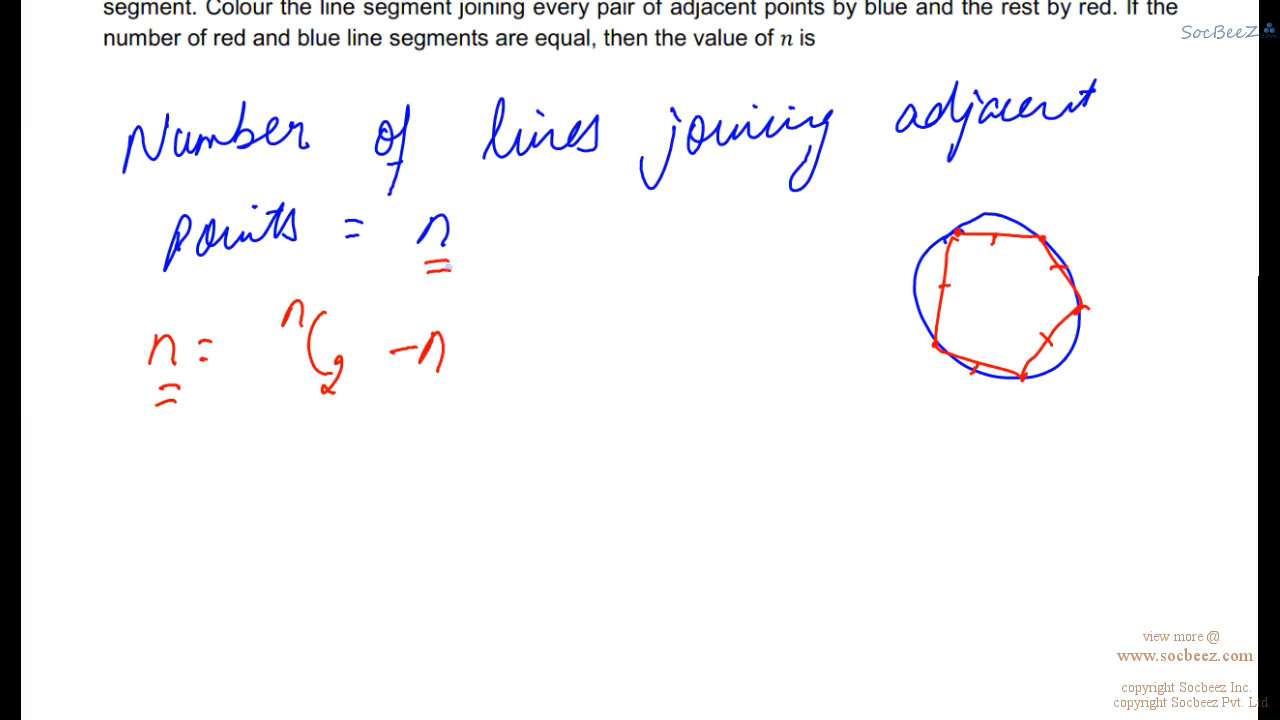 segment. Colour the line segment joining every pair of adjacent points by blue and the rest by red. If the
number of red and blue line segments are equal, then the value of n is
SocBeeZ.com
Number of lines joining adjacent
points = n
n = ⁿC₂ - n
view more @
www.socbeez.com
copyright Socbeez Inc.
copyright Socbeez Pvt. Ltd.